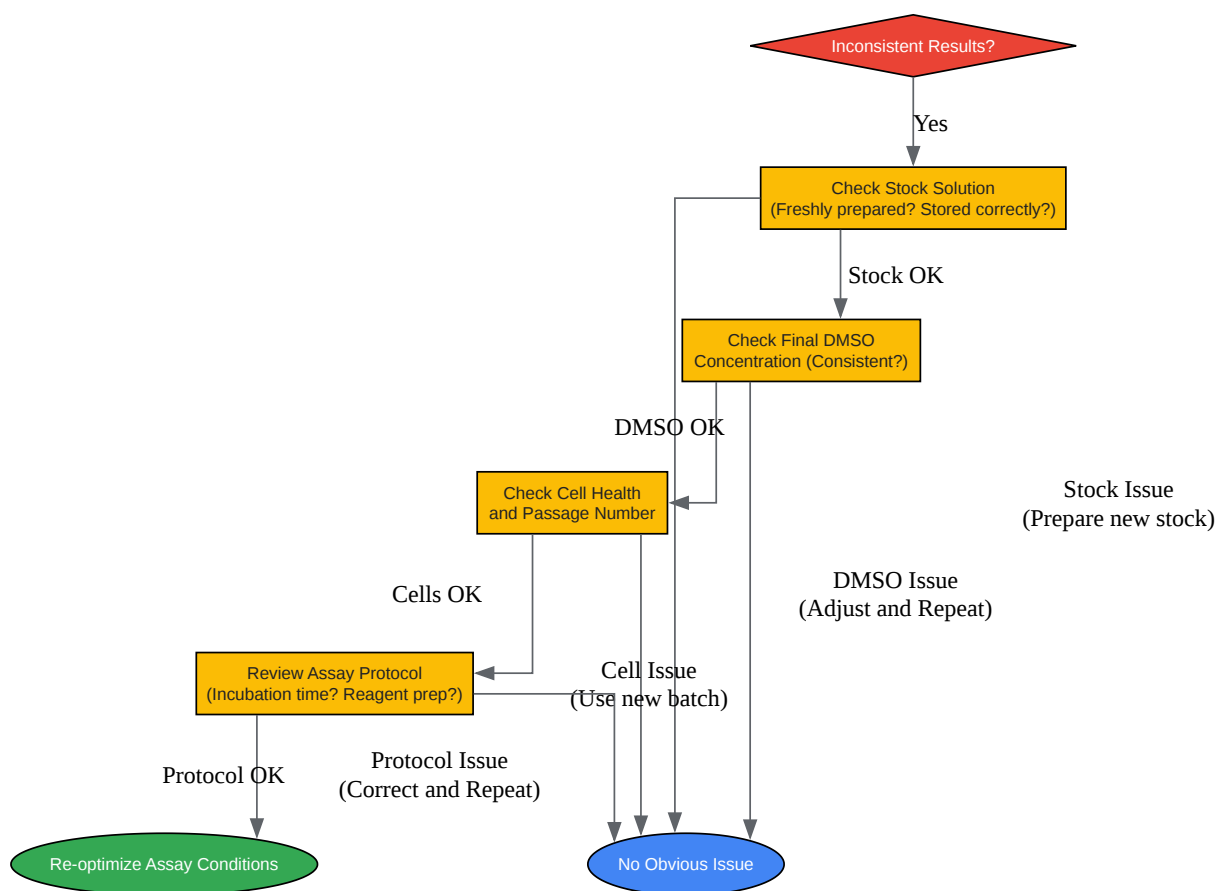 Inconsistent Results?
Yes
Check Stock Solution
(Freshly prepared? Stored correctly?)
Stock OK
Check Final DMSO
Concentration (Consistent?)
DMSO OK
Check Cell Health
and Passage Number
Stock Issue
(Prepare new stock)
Cells OK
DMSO Issue
(Adjust and Repeat)
Review Assay Protocol
(Incubation time? Reagent prep?)
Cell Issue
(Use new batch)
Protocol OK
Protocol Issue
(Correct and Repeat)
Re-optimize Assay Conditions
No Obvious Issue